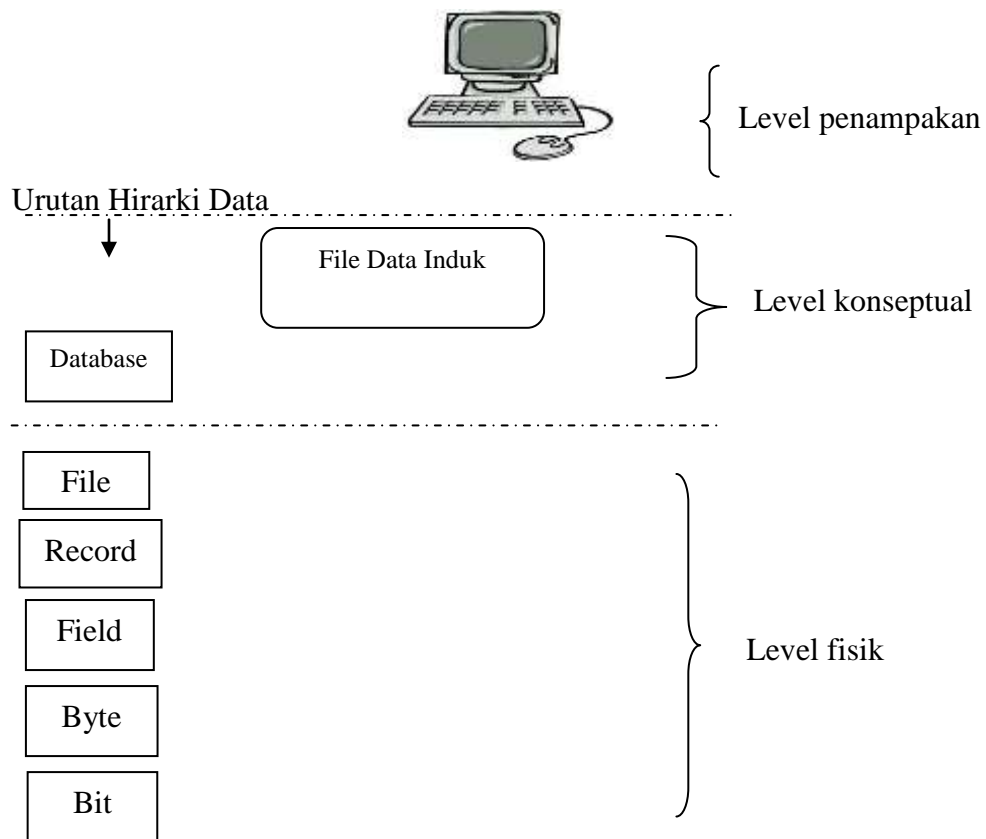 Level penampakan
Urutan Hirarki Data
File Data Induk
Level konseptual
Database
File
Record
Field
Level fisik
Byte
Bit